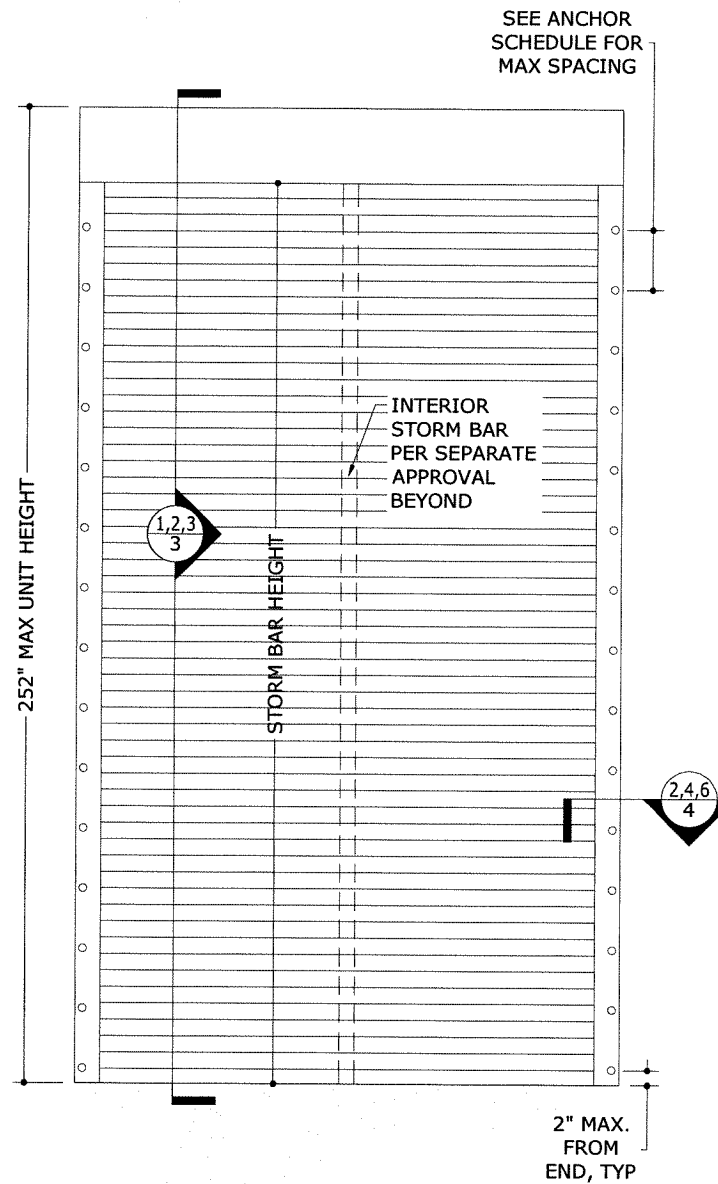 SEE ANCHOR
SCHEDULE FOR
MAX SPACING
252" MAX UNIT HEIGHT
INTERIOR
STORM BAR
PER SEPARATE
APPROVAL
BEYOND
1,2,3
3
STORM BAR HEIGHT
2,4,6
4
2" MAX.
FROM
END, TYP